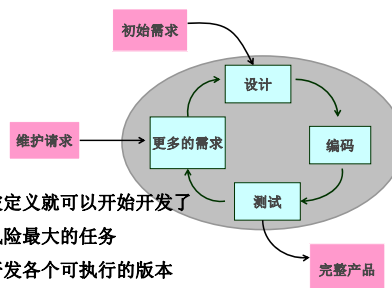 初始需求
设计
维护请求
更多的需求
编码
定义就可以开始开发了
测试
险最大的任务
发各个可执行的版本
完整产品